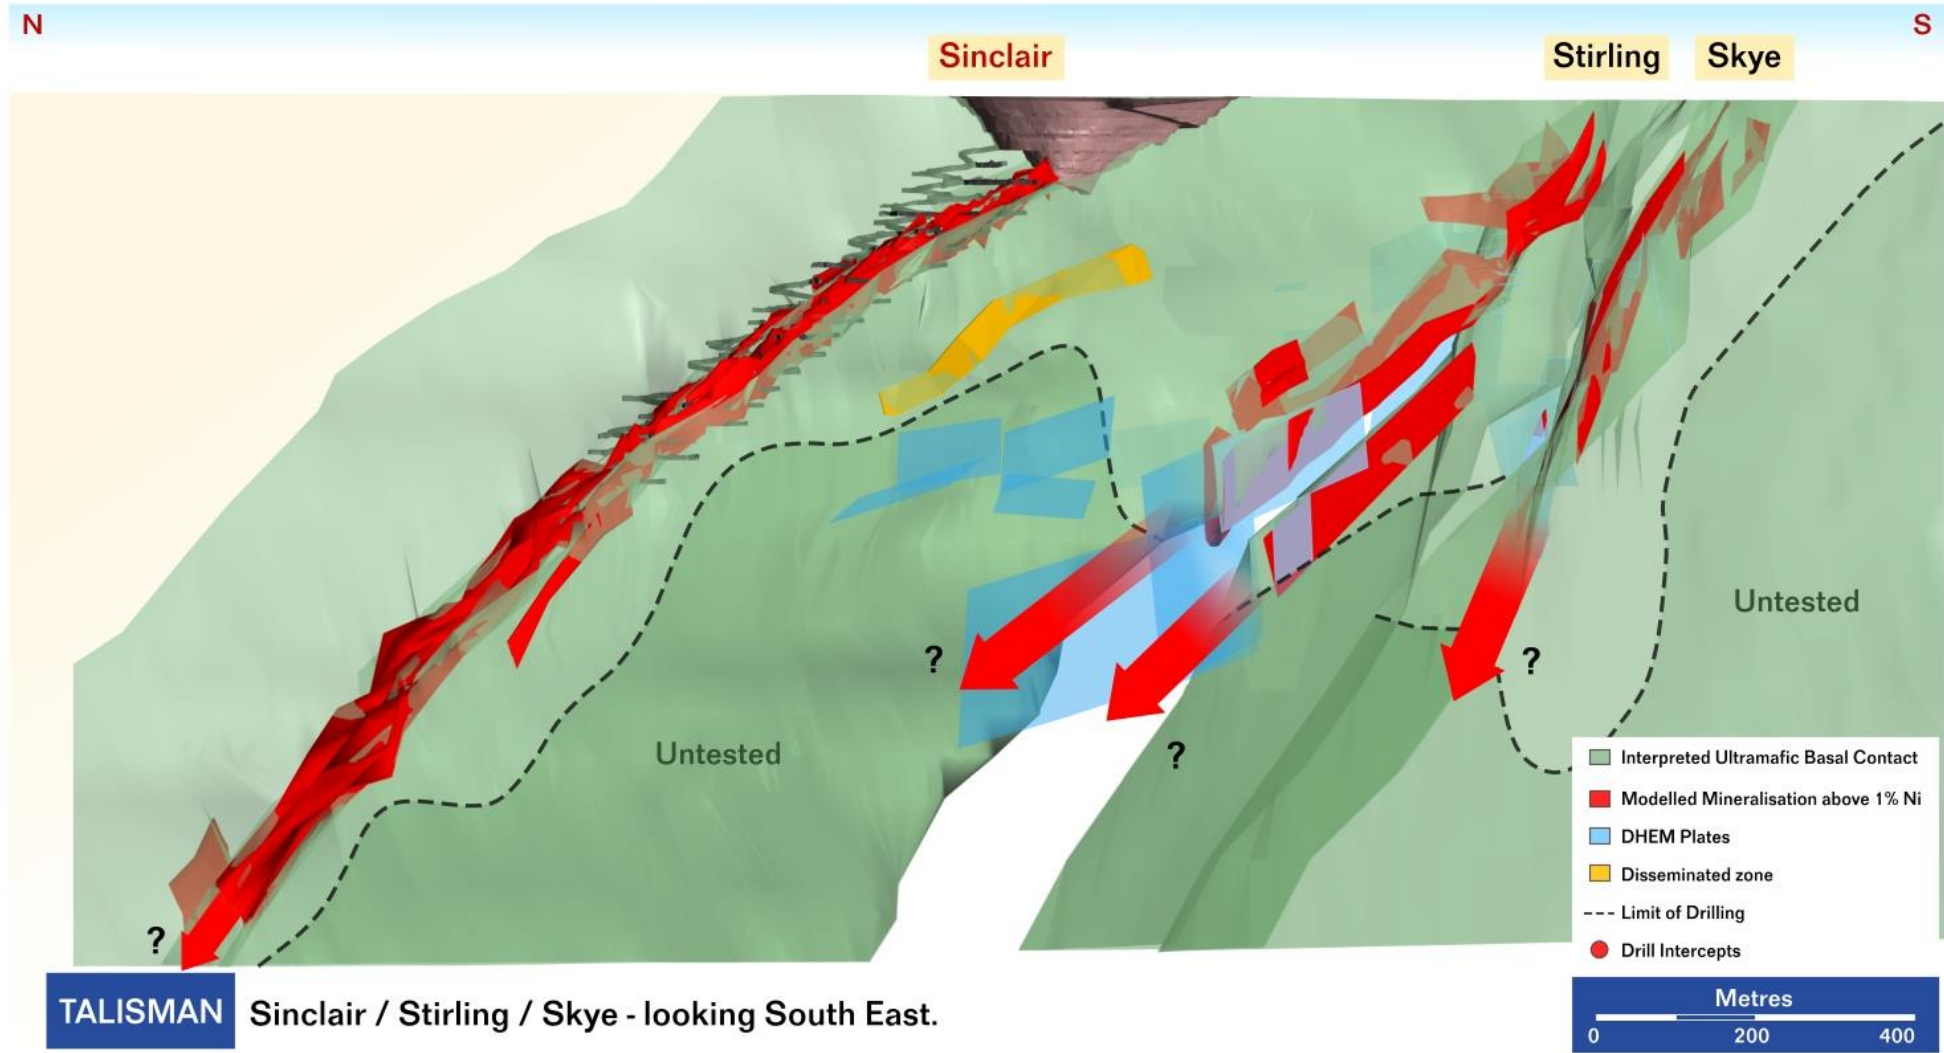 N
S
Sinclair
Stirling
Skye
Untested
?
?
Untested
?
?
Interpreted Ultramafic Basal Contact
Modelled Mineralisation above 1% Ni
DHEM Plates
Disseminated zone
Limit of Drilling
Drill Intercepts
TALISMAN
Sinclair / Stirling / Skye - looking South East.
Metres
0 200 400